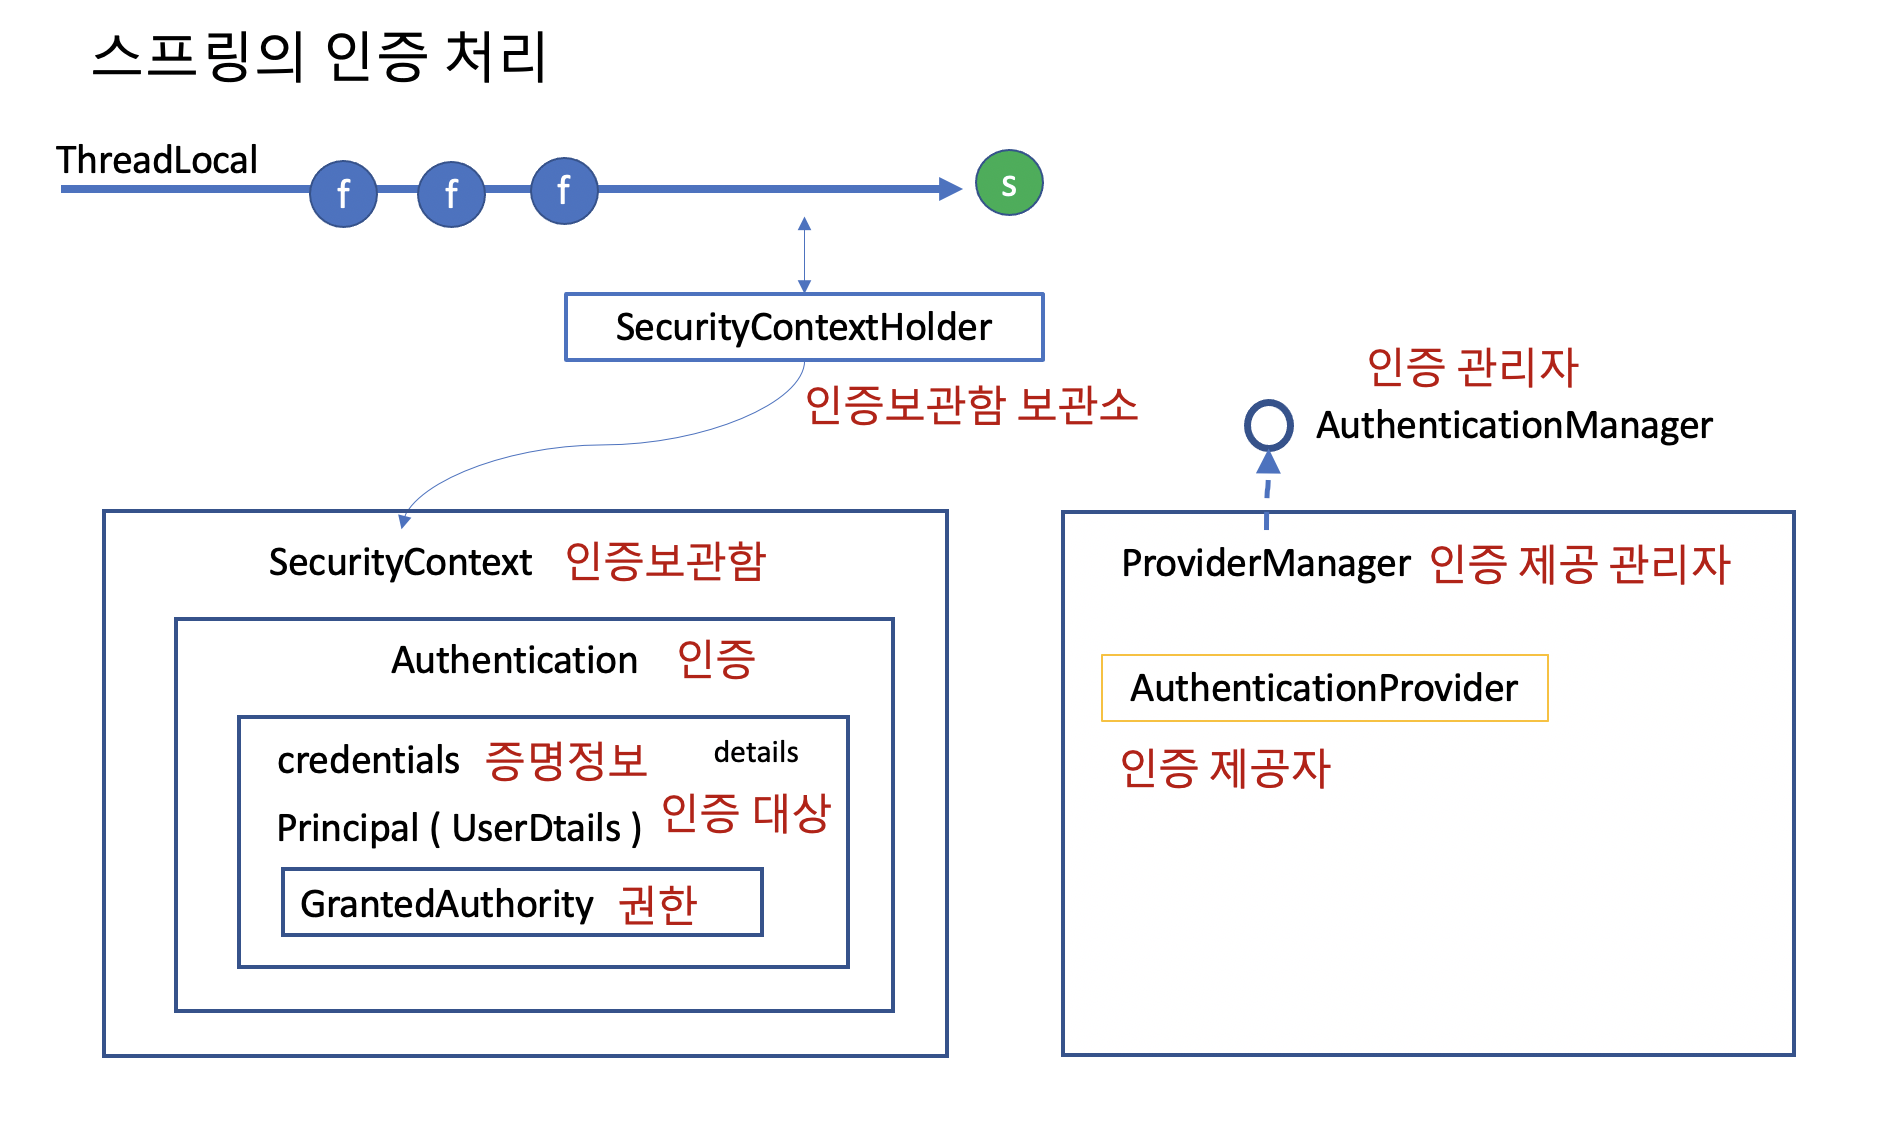 스프링의 인증 처리
ThreadLocal
f
f
f
s
SecurityContextHolder
인증보관함 보관소
인증 관리자
AuthenticationManager
SecurityContext 인증보관함
Authentication 인증
credentials 증명정보 details
Principal ( UserDtails ) 인증 대상
GrantedAuthority 권한
ProviderManager 인증 제공 관리자
AuthenticationProvider
인증 제공자